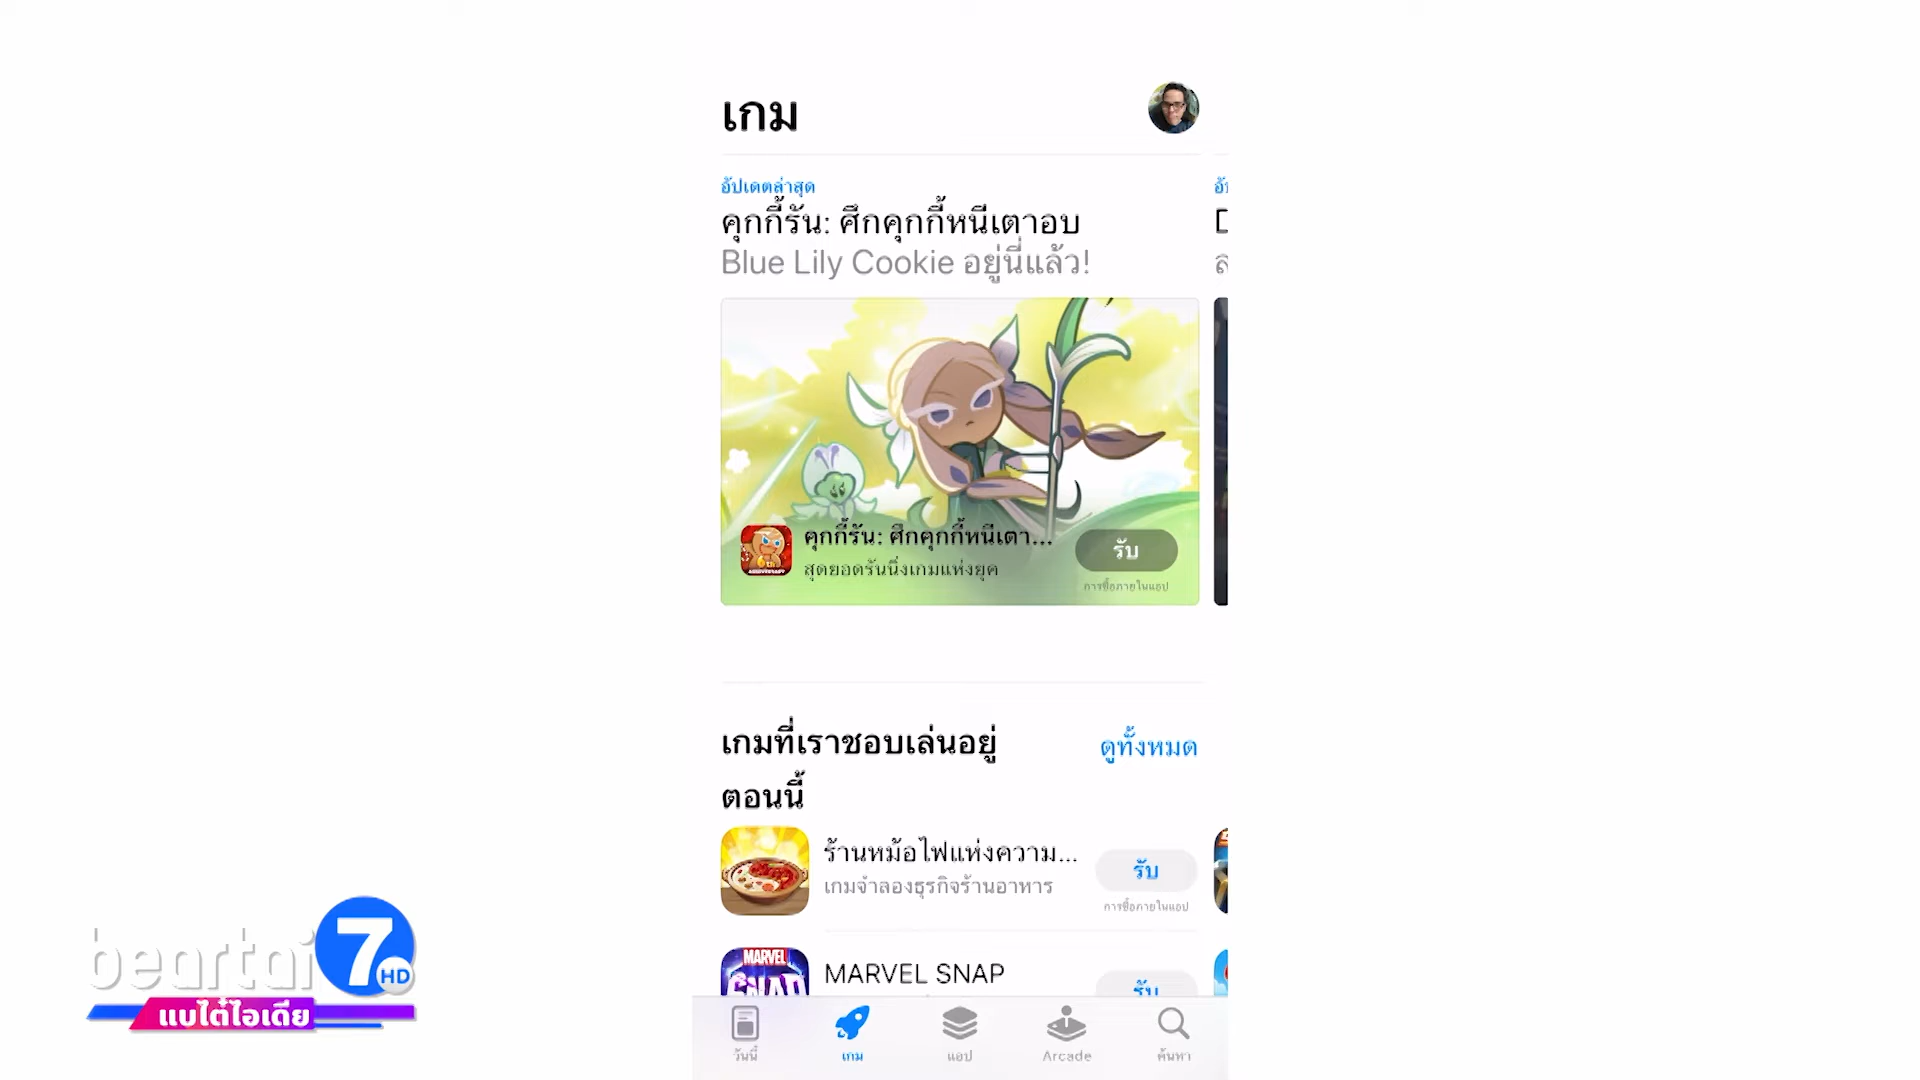 เกม
อัปเดตล่าสุด
คุกกี้รัน: ศึกคุกกี้หนีเตาอบ
Blue Lily Cookie อยู่นี่แล้ว!
คุกกี้รัน: ศึกคุกกี้หนีเตา...
สุดยอดรันนิ่งเกมแห่งยุค
รับ
การซื้อภายในแอป
เกมที่เราชอบเล่นอยู่
ตอนนี้
ดูทั้งหมด
ร้านหม้อไฟแห่งความ...
เกมจำลองธุรกิจร้านอาหาร
รับ
การซื้อภายในแอป
MARVEL
SNAP
MARVEL SNAP
รับ
วันนี้
เกม
แอป
Arcade
ค้นหา
beartai
7HD
แบไต๋ไอเดีย